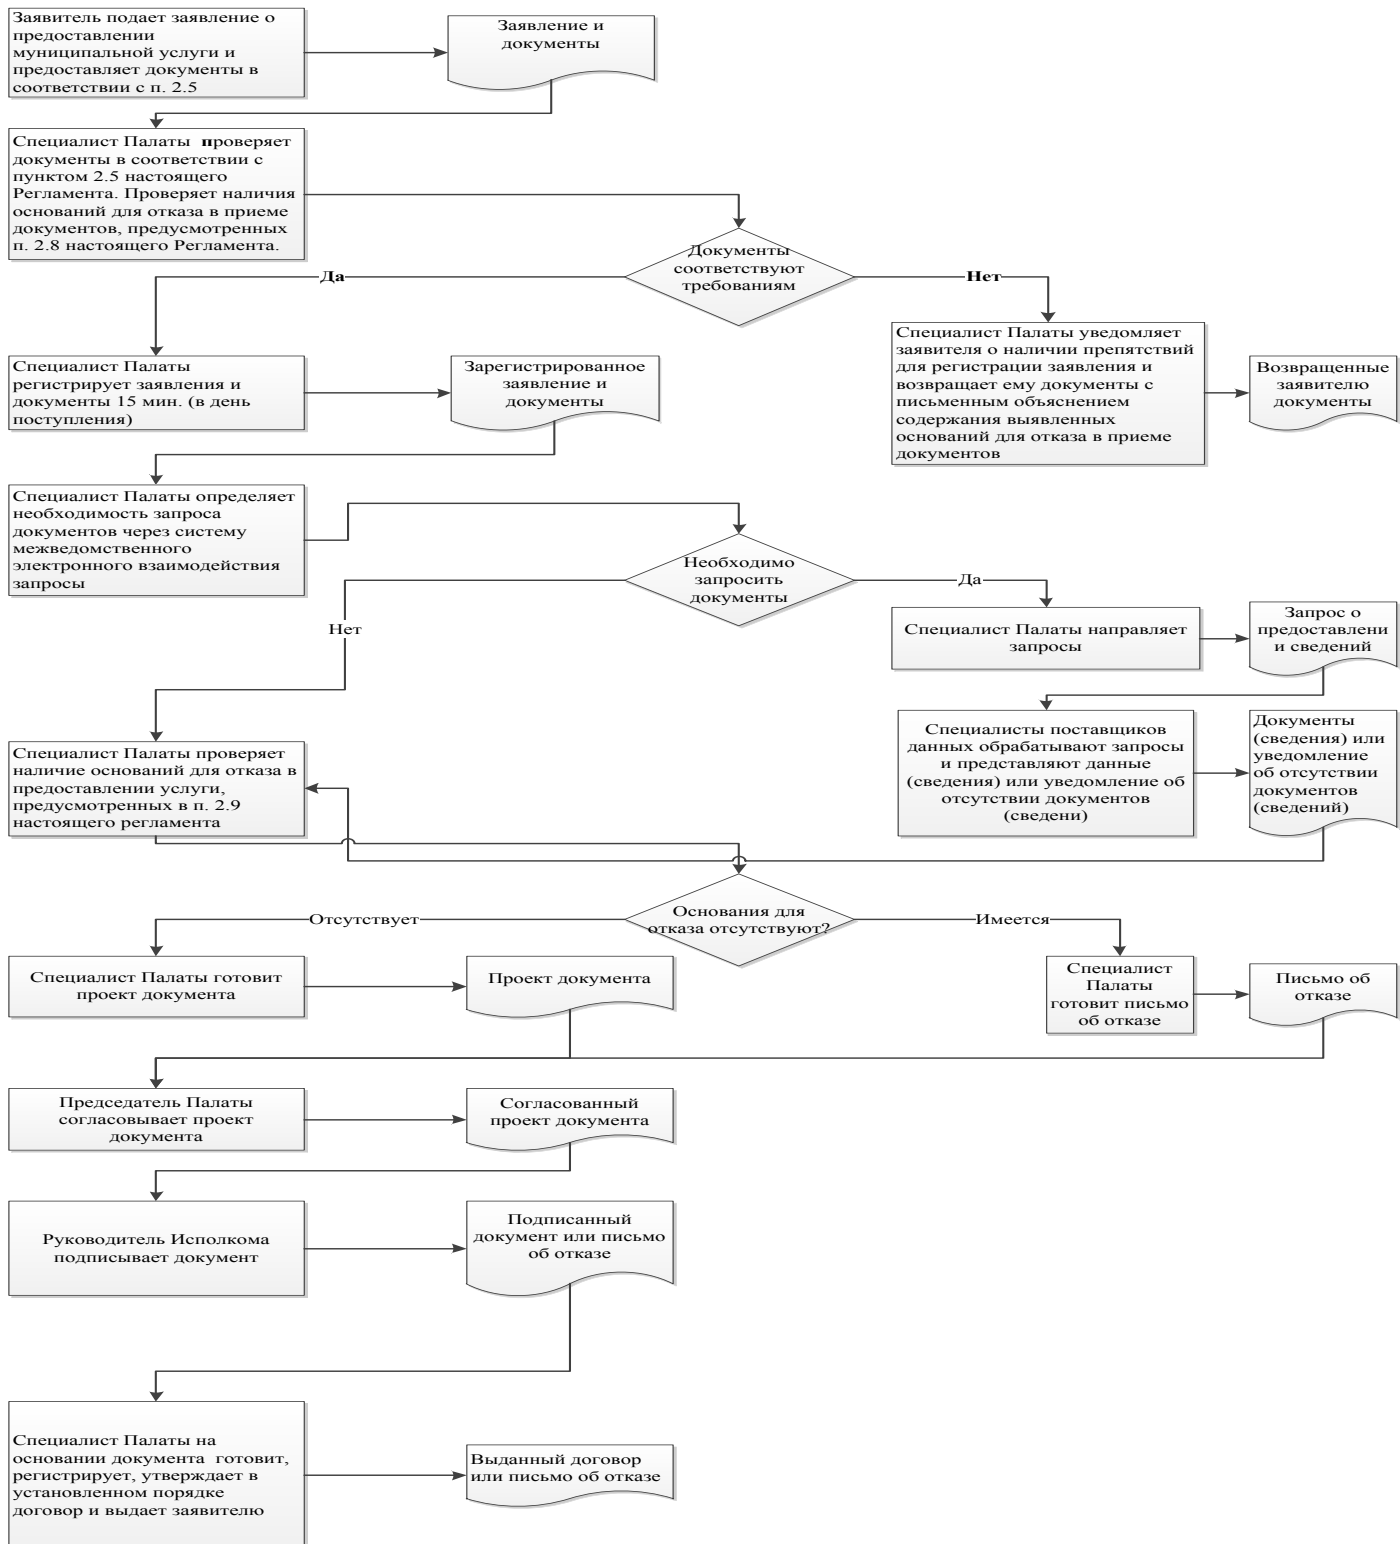 Заявитель подает заявление о
предоставлении
муниципальной услуги и
предоставляет документы в
соответствии с п. 2.5
Заявление и
документы
Специалист Палаты проверяет
документы в соответствии с
пунктом 2.5 настоящего
Регламента. Проверяет наличия
оснований для отказа в приеме
документов, предусмотренных
п. 2.8 настоящего Регламента.
Документы
соответствуют
требованиям
Да
Нет
Специалист Палаты
регистрирует заявления и
документы 15 мин. (в день
поступления)
Зарегистрированное
заявление и
документы
Специалист Палаты уведомляет
заявителя о наличии препятствий
для регистрации заявления и
возвращает ему документы с
письменным объяснением
содержания выявленных
оснований для отказа в приеме
документов
Возвращенные
заявителю
документы
Специалист Палаты определяет
необходимость запроса
документов через систему
межведомственного
электронного взаимодействия
запросы
Необходимо
запросить
документы
Да
Нет
Специалист Палаты направляет
запросы
Запрос о
предоставлени
и сведений
Специалисты поставщиков
данных обрабатывают запросы
и представляют данные
(сведения) или уведомление об
отсутствии документов
(сведени)
Документы
(сведения) или
уведомление
об отсутствии
документов
(сведений)
Специалист Палаты проверяет
наличие оснований для отказа в
предоставлении услуги,
предусмотренных в п. 2.9
настоящего регламента
Основания для
отказа отсутствуют?
Отсутствует
Имеется
Специалист Палаты готовит
проект документа
Проект документа
Специалист
Палаты
готовит письмо
об отказе
Письмо об
отказе
Председатель Палаты
согласовывает проект
документа
Согласованный
проект документа
Руководитель Исполкома
подписывает документ
Подписанный
документ или письмо
об отказе
Специалист Палаты на
основании документа готовит,
регистрирует, утверждает в
установленном порядке
договор и выдает заявителю
Выданный договор
или письмо об отказе